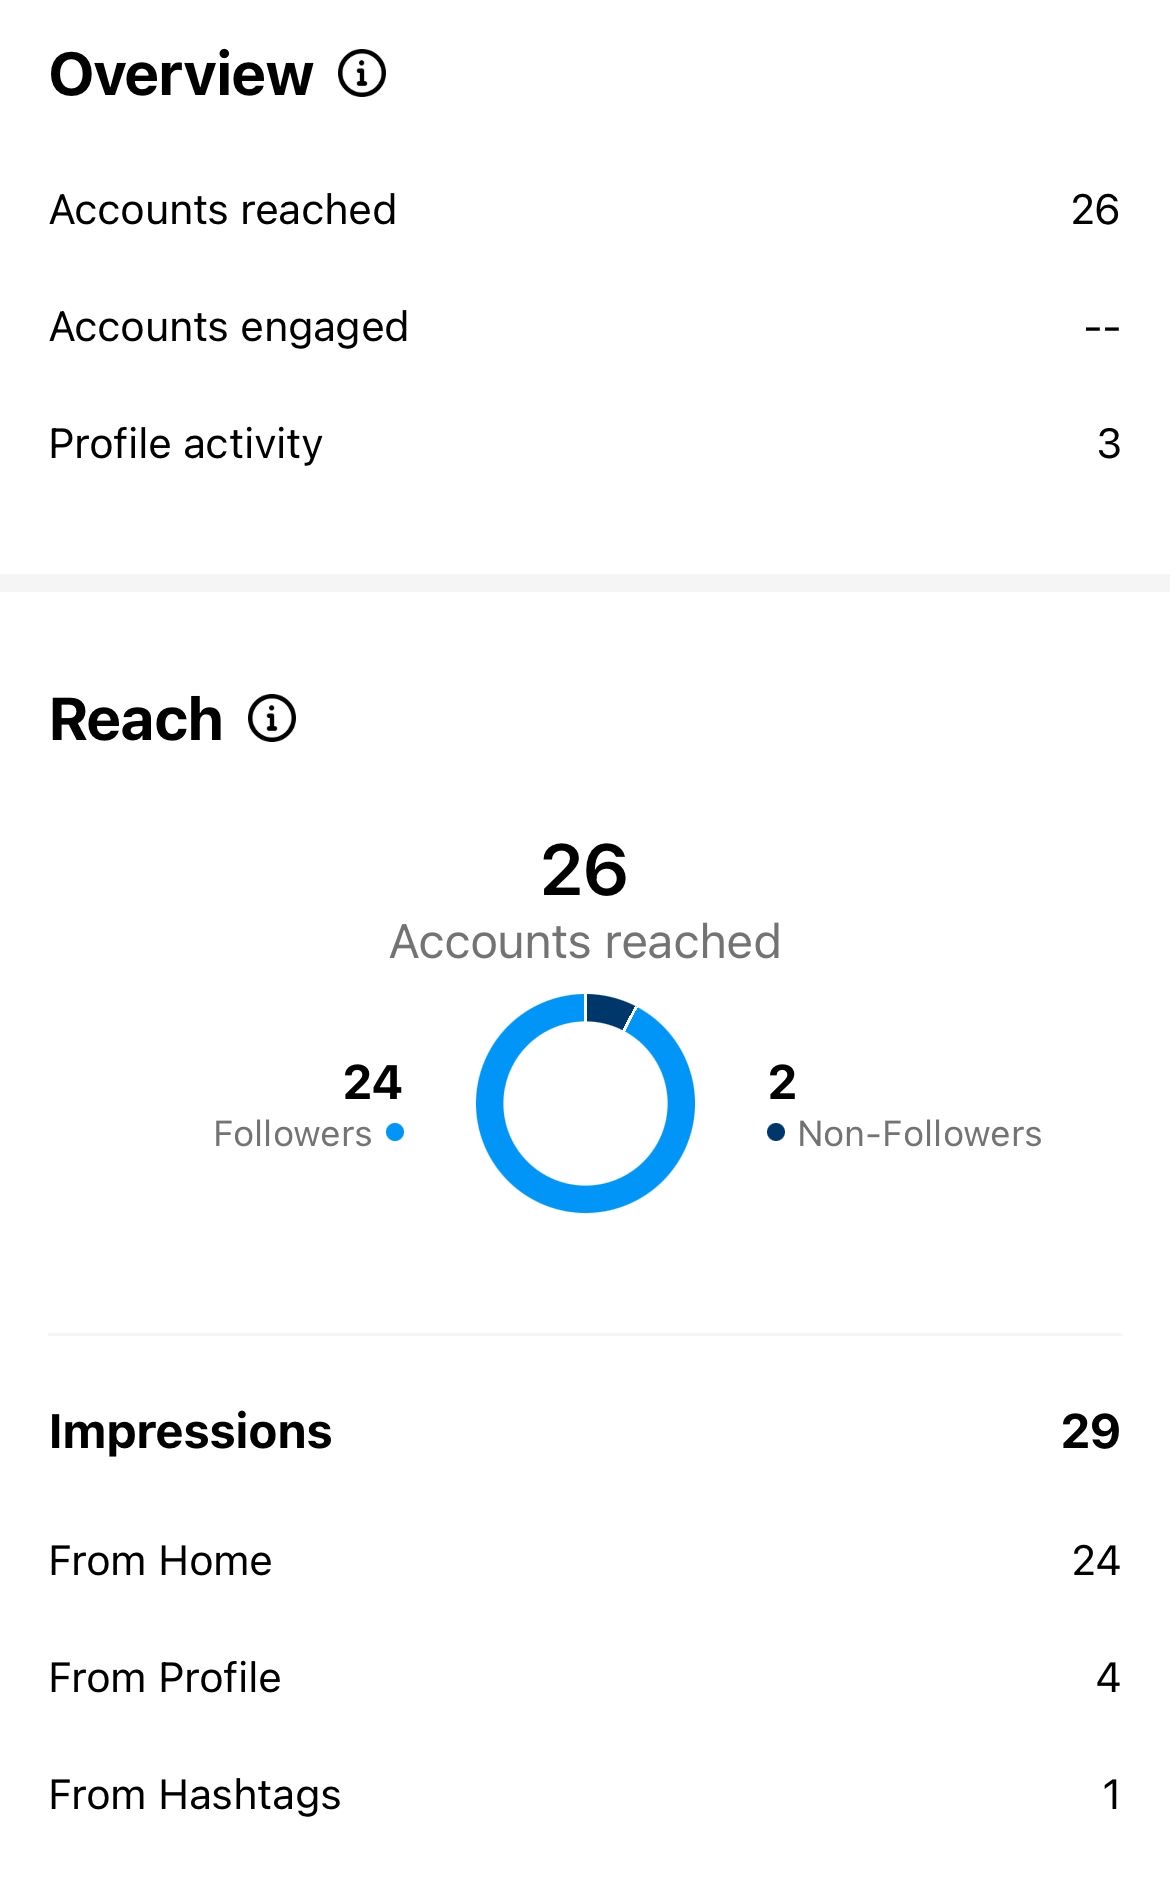 Overview
Accounts reached 26
Accounts engaged --
Profile activity 3
Reach
26
Accounts reached
24
Followers
2
Non-Followers
Impressions 29
From Home 24
From Profile 4
From Hashtags 1